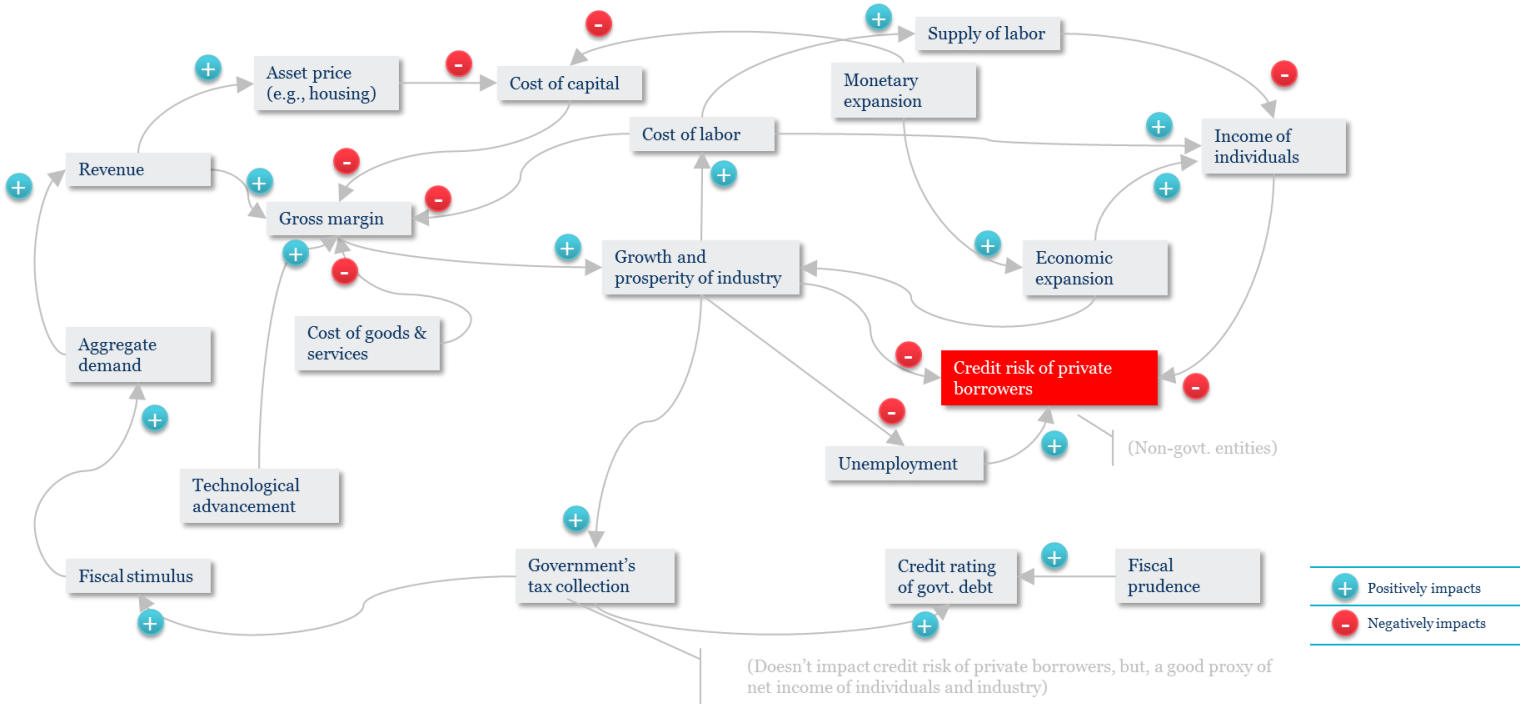 Supply of labor
Asset price
(e.g., housing)
Cost of capital
Monetary
expansion
Cost of labor
Income of
individuals
Revenue
Gross margin
Growth and
prosperity of industry
Economic
expansion
Cost of goods &
services
Aggregate
demand
Credit risk of private
borrowers
(Non-govt. entities)
Unemployment
Technological
advancement
Fiscal stimulus
Government’s
tax collection
Credit rating
of govt. debt
Fiscal
prudence
+ Positively impacts
- Negatively impacts
(Doesn’t impact credit risk of private borrowers, but, a good proxy of
net income of individuals and industry)